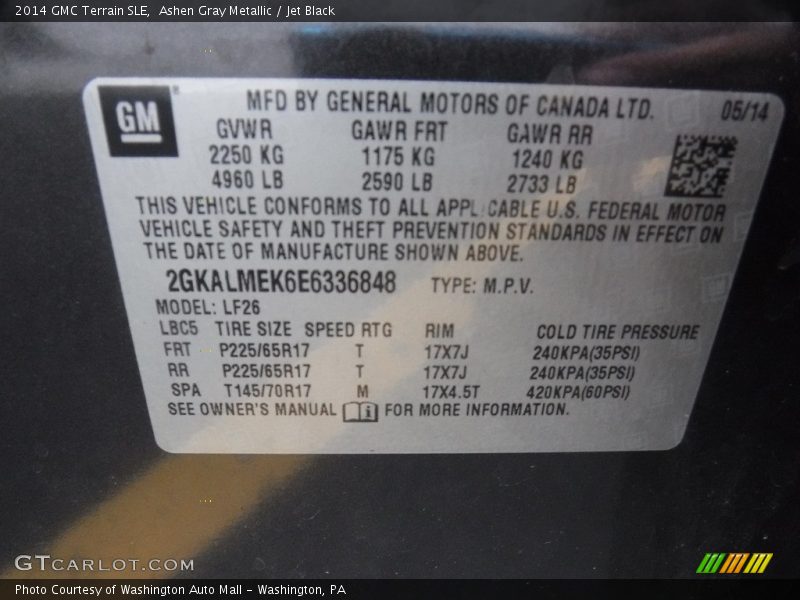 2014 GMC Terrain SLE,  Ashen Gray Metallic / Jet Black
GM
MFD BY GENERAL MOTORS OF CANADA LTD. 05/14
GVWR GAWR FRT GAWR RR
2250 KG 1175 KG 1240 KG
4960 LB 2590 LB 2733 LB
THIS VEHICLE CONFORMS TO ALL APPLICABLE U.S. FEDERAL MOTOR
VEHICLE SAFETY AND THEFT PREVENTION STANDARDS IN EFFECT ON
THE DATE OF MANUFACTURE SHOWN ABOVE.
2GKALMEK6E6336848 TYPE: M.P.V.
MODEL: LF26
LBC5 TIRE SIZE SPEED RTG RIM COLD TIRE PRESSURE
FRT P225/65R17 T 17X7J 240KPA(35PSI)
RR P225/65R17 T 17X7J 240KPA(35PSI)
SPA T145/70R17 M 17X4.5T 420KPA(60PSI)
SEE OWNER'S MANUAL FOR MORE INFORMATION.
GTCARLOT.COM
Photo Courtesy of Washington Auto Mall - Washington, PA